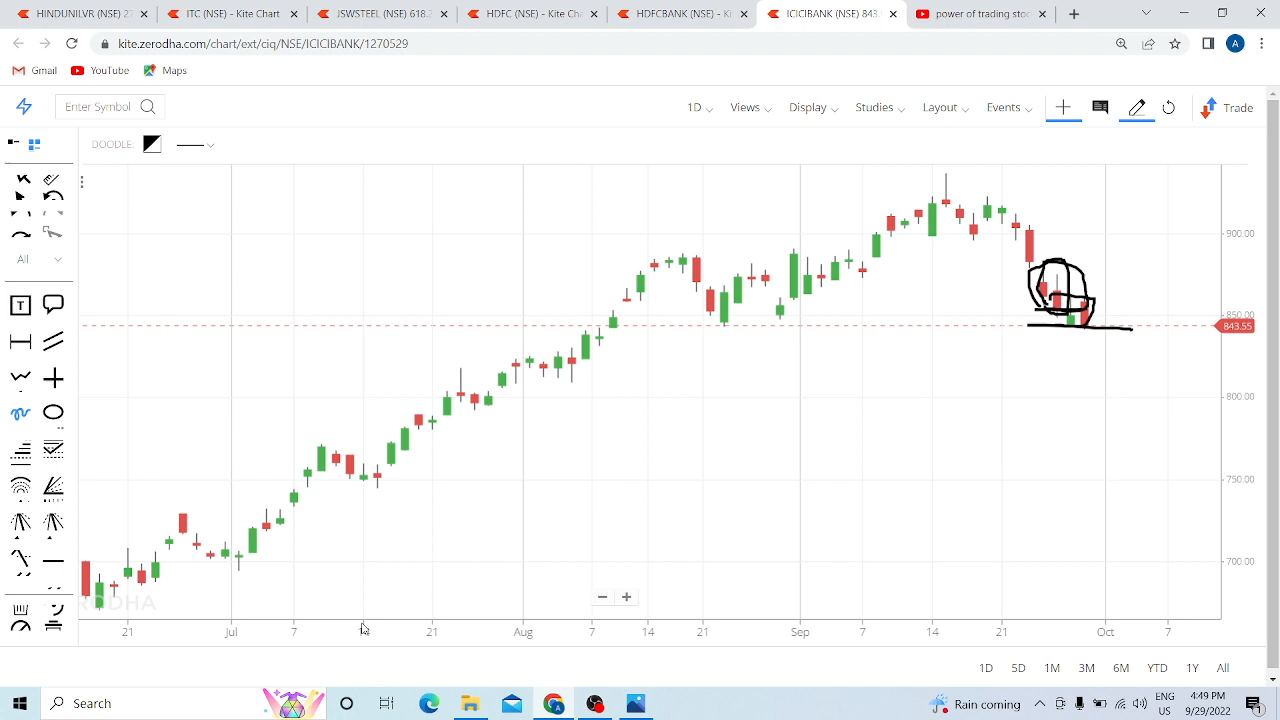 HINDUNILVR (NSE) 27
ITC (NSE) - Kite Chart
JSWSTEEL (NSE) 618.2
HDFC (NSE) - Kite Cha
HDFCBANK (NSE) - Ki
ICICIBANK (NSE) 843.
power of trading stoc
kite.zerodha.com/chart/ext/ciq/NSE/ICICIBANK/1270529
A
Gmail YouTube Maps
Enter Symbol
1D Views Display Studies Layout Events Trade
DOODLE:
All
T
900.00
850.00
843.55
800.00
750.00
700.00
RODHA
21 Jul 7 14 21 Aug 7 14 21 Sep 7 14 21 Oct 7
1D 5D 1M 3M 6M YTD 1Y All
Search
Rain coming
ENG
US
4:49 PM
9/29/2022